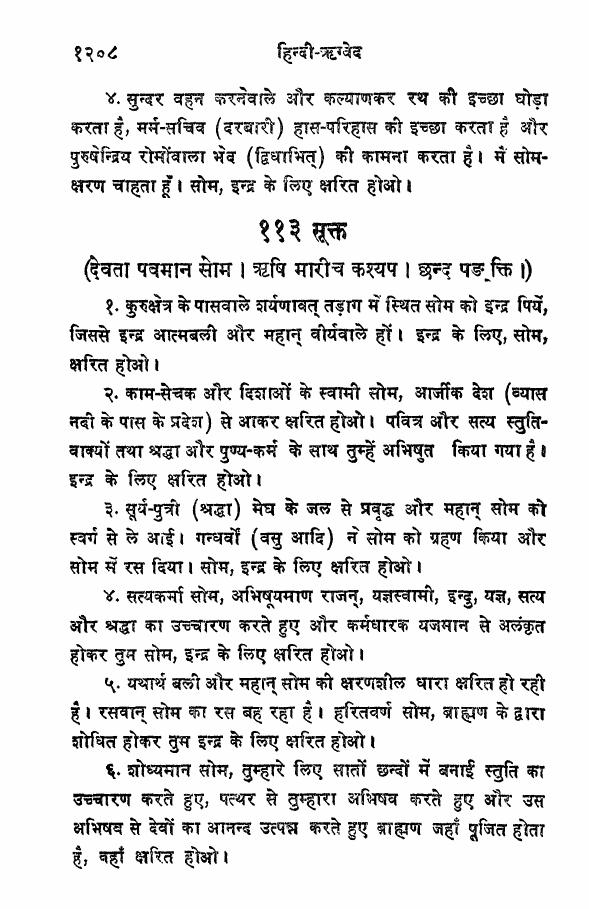 १२०८ हिन्दी-ऋग्वेद
४. सुन्दर वहन करनेवाले और कल्याणकर रथ की इच्छा घोड़ा
करता है, मर्म-सचिव (दरबारी) हास-परिहास की इच्छा करता है और
पुरुषेन्द्रिय रोमोंवाला भेद (द्विधाभित्) की कामना करता है। मैं सोम-
क्षरण चाहता हूँ। सोम, इन्द्र के लिए क्षरित होओ।
११३ सूक्त
(देवता पवमान सोम। ऋषि मारीच कश्यप। छन्द पङ्क्ति।)
१. कुरुक्षेत्र के पासवाले शर्यणावत् तड़ाग में स्थित सोम को इन्द्र पियें,
जिससे इन्द्र आत्मबली और महान् वीर्यवाले हों। इन्द्र के लिए, सोम,
क्षरित होओ।
२. काम-सेचक और दिशाओं के स्वामी सोम, आर्जीक देश (व्यास
नदी के पास के प्रदेश) से आकर क्षरित होओ। पवित्र और सत्य स्तुति-
वाक्यों तथा श्रद्धा और पुण्य-कर्म के साथ तुम्हें अभिषुत किया गया है।
इन्द्र के लिए क्षरित होओ।
३. सूर्य-पुत्री (श्रद्धा) मेघ के जल से प्रवृद्ध और महान् सोम को
स्वर्ग से ले आई। गन्धर्वों (वसु आदि) ने सोम को ग्रहण किया और
सोम में रस दिया। सोम, इन्द्र के लिए क्षरित होओ।
४. सत्यकर्मा सोम, अभिषूयमाण राजन्, यज्ञस्वामी, इन्दु, यज्ञ, सत्य
और श्रद्धा का उच्चारण करते हुए और कर्मधारक यजमान से अलंकृत
होकर तुम सोम, इन्द्र के लिए क्षरित होओ।
५. यथार्थ बली और महान् सोम की क्षरणशील धारा क्षरित हो रही
है। रसवान् सोम का रस बह रहा है। हरितवर्ण सोम, ब्राह्मण के द्वारा
शोधित होकर तुम इन्द्र के लिए क्षरित होओ।
६. शोध्यमान सोम, तुम्हारे लिए सातों छन्दों में बनाई स्तुति का
उच्चारण करते हुए, पत्थर से तुम्हारा अभिषव करते हुए और उस
अभिषव से देवों का आनन्द उत्पन्न करते हुए ब्राह्मण जहाँ पूजित होता
है, वहाँ क्षरित होओ।